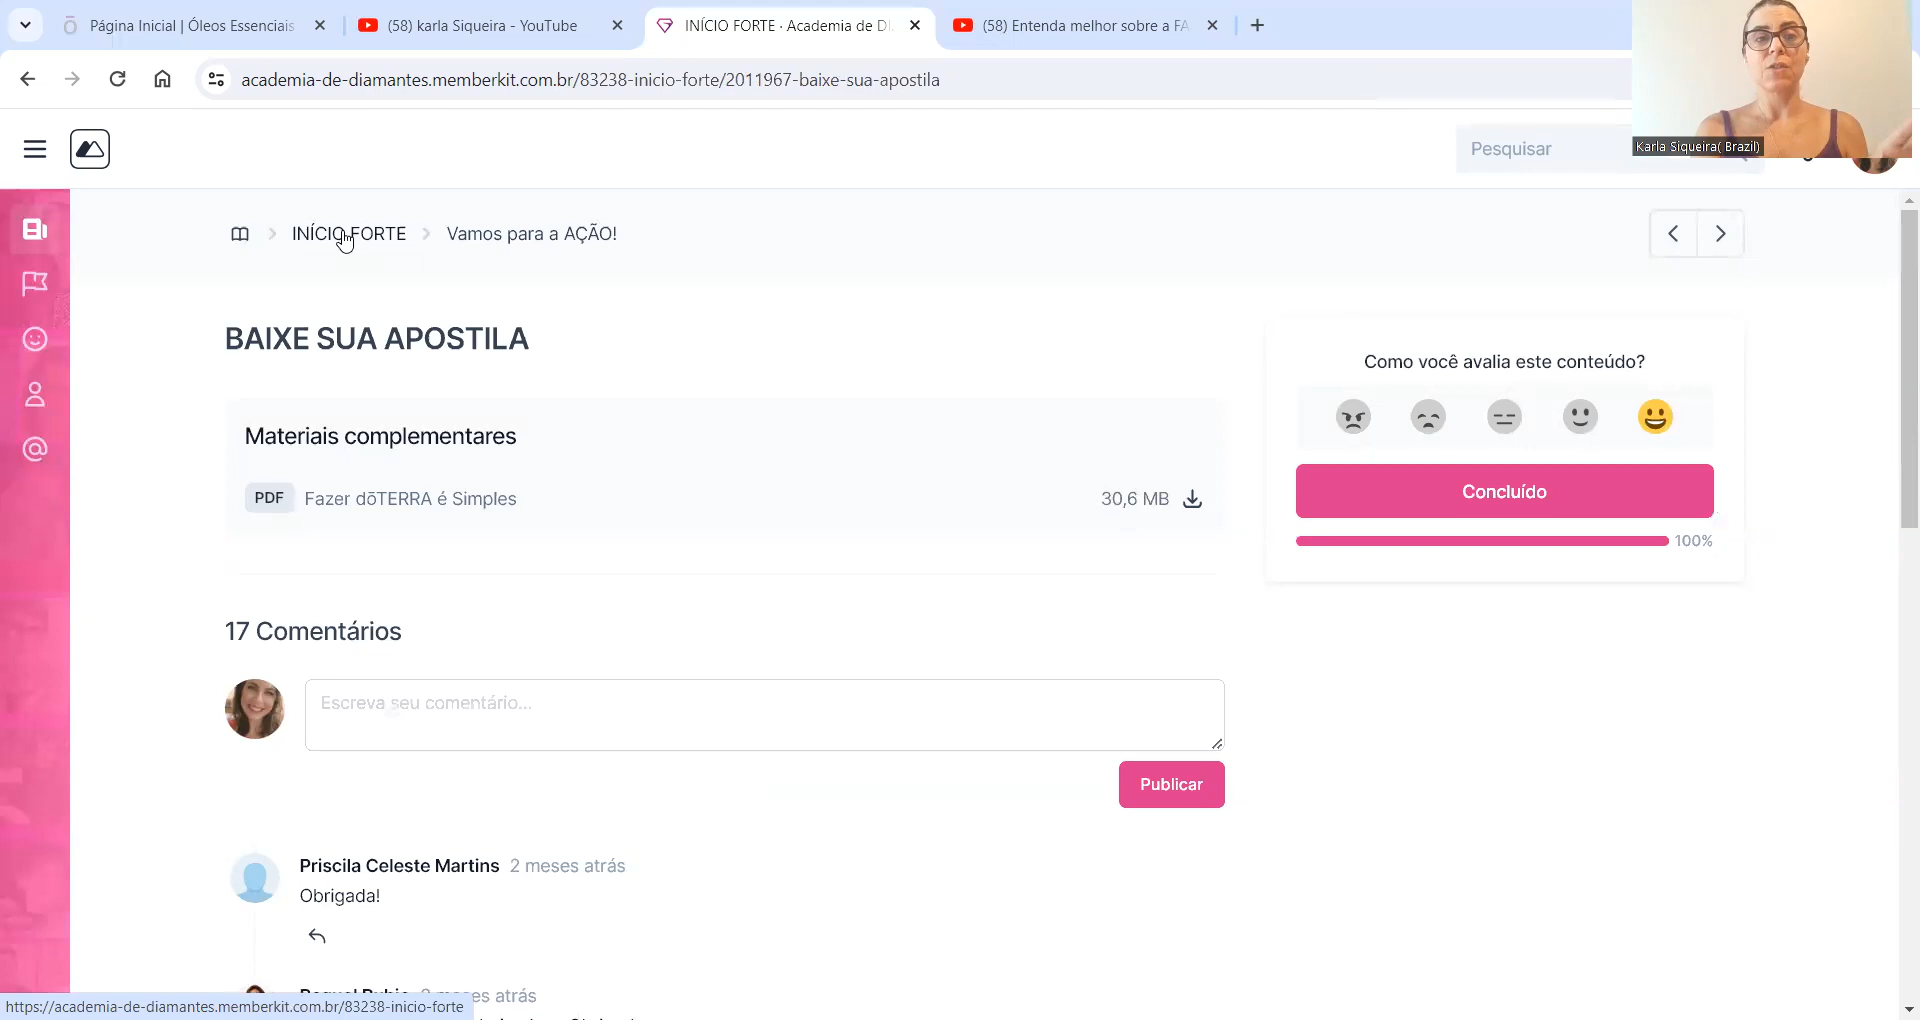 Página Inicial | Óleos Essenciais
(58) karla Siqueira - YouTube
INÍCIO FORTE · Academia de DI
(58) Entenda melhor sobre a FA
academia-de-diamantes.memberkit.com.br/83238-inicio-forte/2011967-baixe-sua-apostila
Karla Siqueira( Brazil)
Pesquisar
INÍCIO FORTE
Vamos para a AÇÃO!
BAIXE SUA APOSTILA
Como você avalia este conteúdo?
Materiais complementares
PDF Fazer dōTERRA é Simples 30,6 MB
Concluído
100%
17 Comentários
Escreva seu comentário...
Publicar
Priscila Celeste Martins 2 meses atrás
Obrigada!
meses atrás
https://academia-de-diamantes.memberkit.com.br/83238-inicio-forte